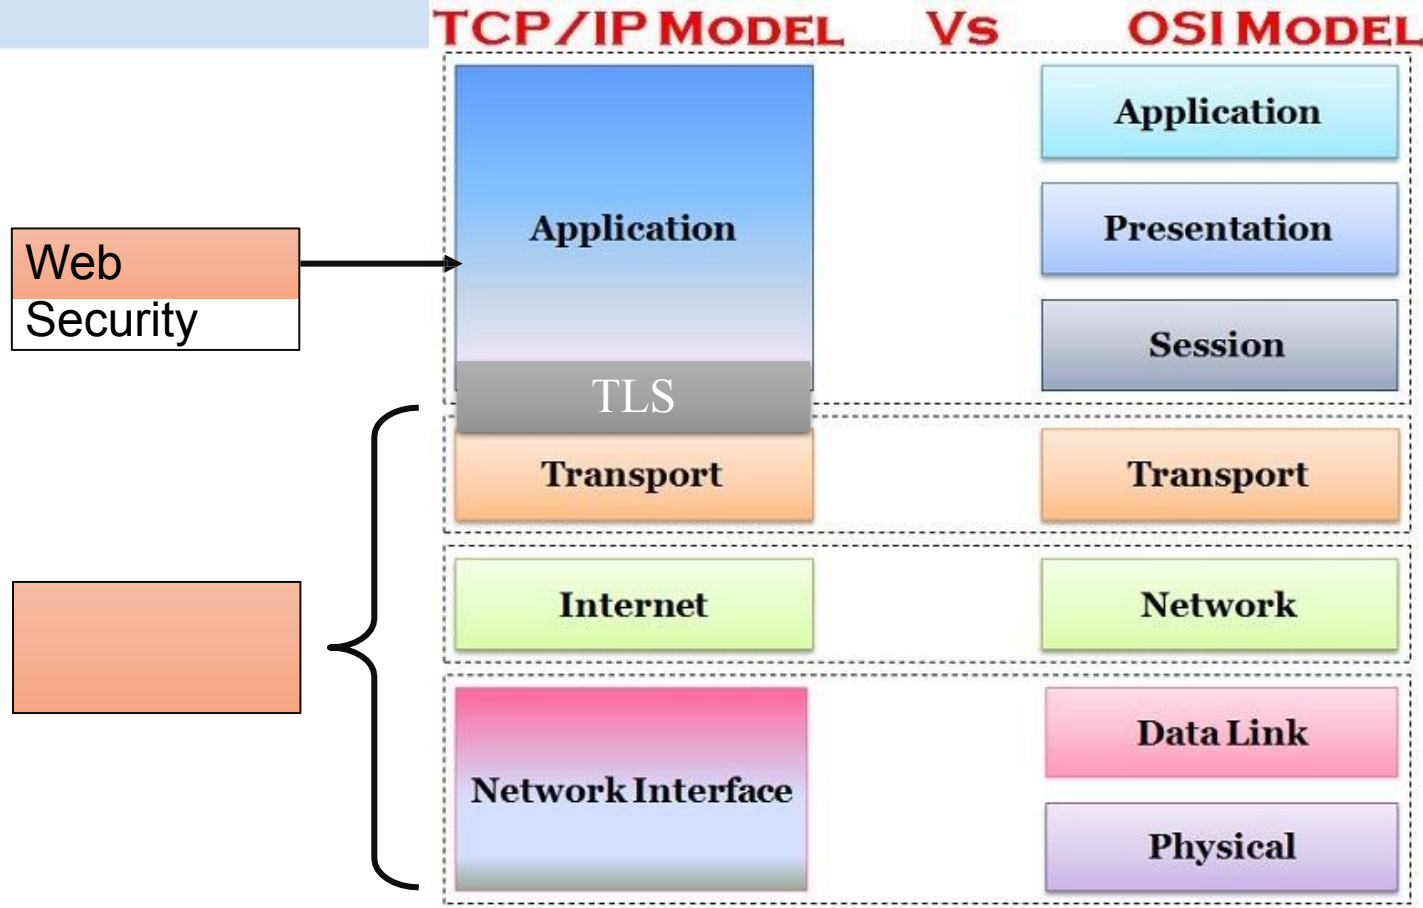 TCP/IP MODEL Vs OSI MODEL
Application
Application
Presentation
Web
Security
Session
TLS
Transport
Transport
Internet
Network
Network Interface
Data Link
Physical